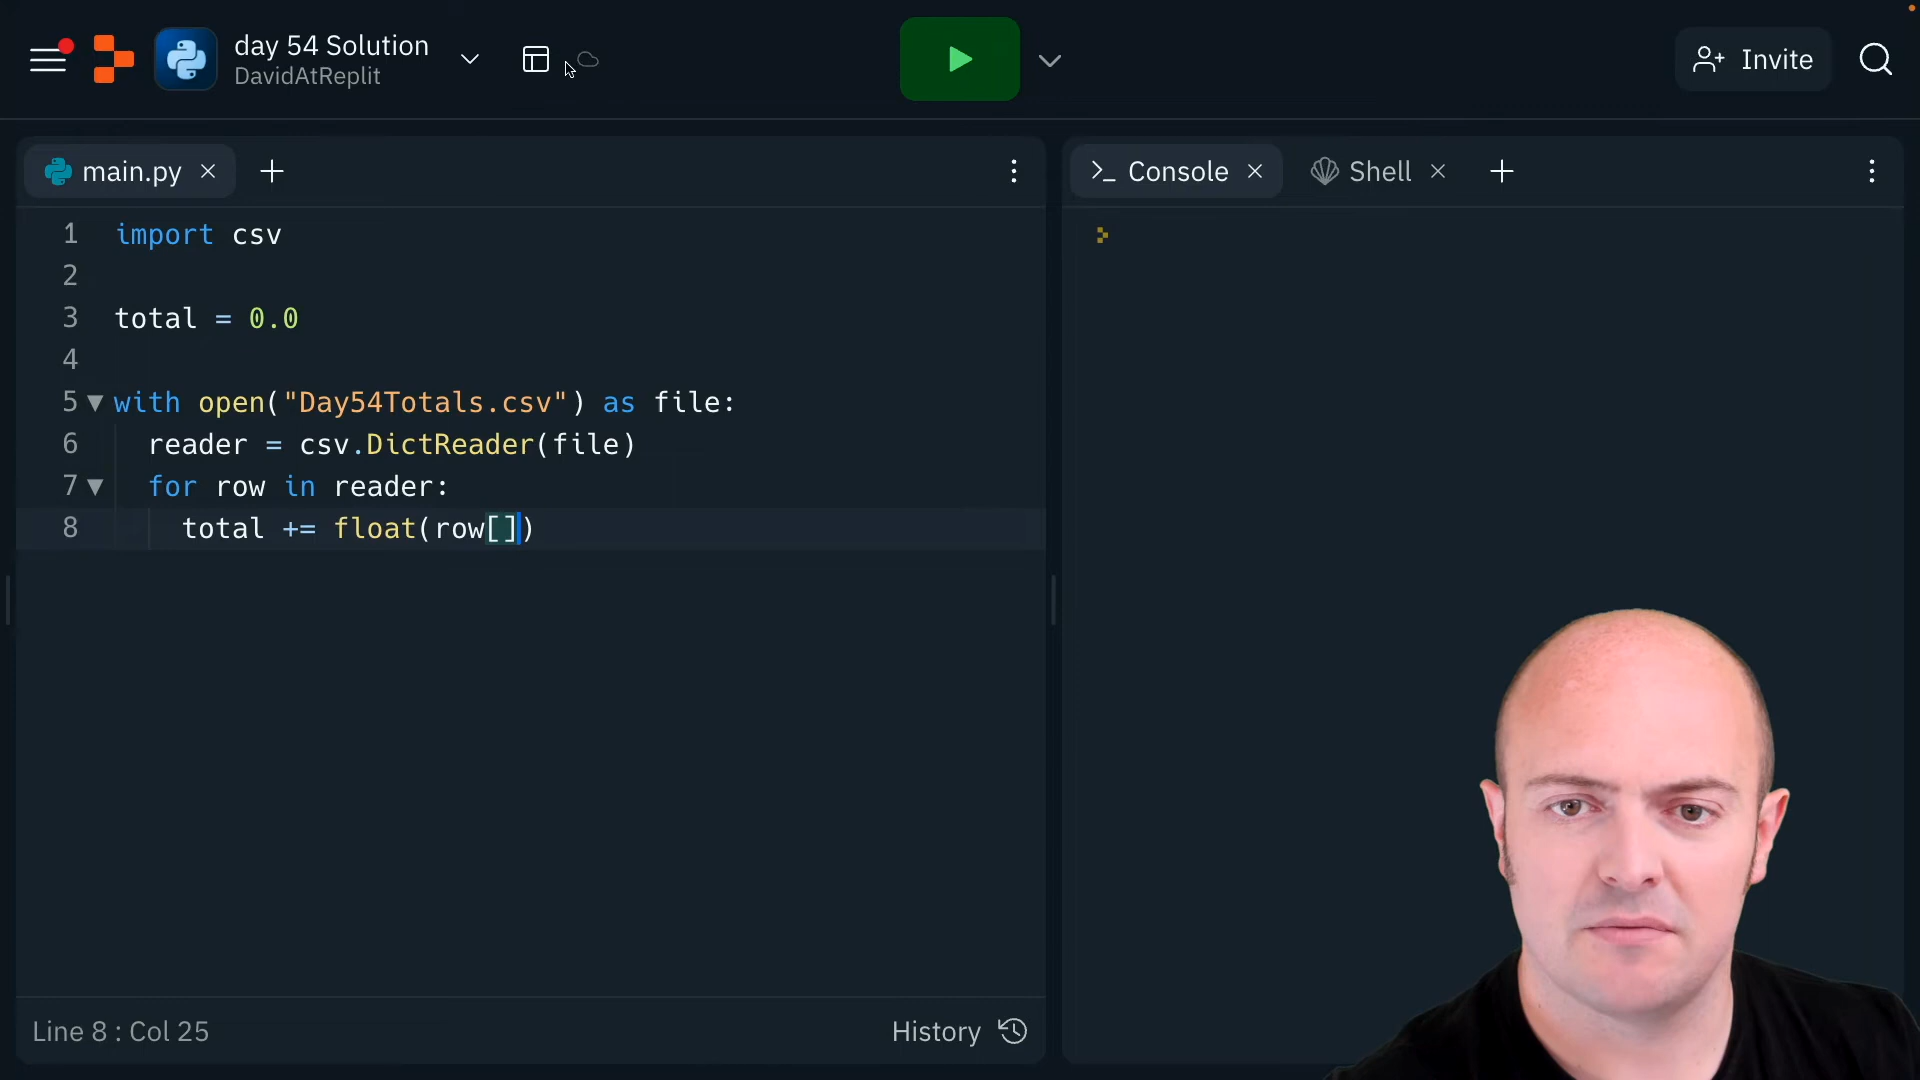 day 54 Solution
DavidAtReplit
Invite
main.py
Console
Shell
1 import csv
2
3 total = 0.0
4
5 with open("Day54Totals.csv") as file:
6 reader = csv.DictReader(file)
7 for row in reader:
8 total += float(row[])
Line 8 : Col 25
History